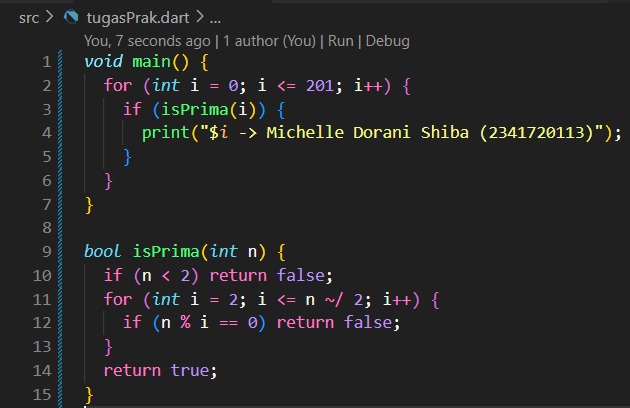 src > tugasPrak.dart > ...
You, 7 seconds ago | 1 author (You) | Run | Debug
1 void main() {
2   for (int i = 0; i <= 201; i++) {
3     if (isPrima(i)) {
4       print("$i -> Michelle Dorani Shiba (2341720113)");
5     }
6   }
7 }
8
9 bool isPrima(int n) {
10   if (n < 2) return false;
11   for (int i = 2; i <= n ~/ 2; i++) {
12     if (n % i == 0) return false;
13   }
14   return true;
15 }